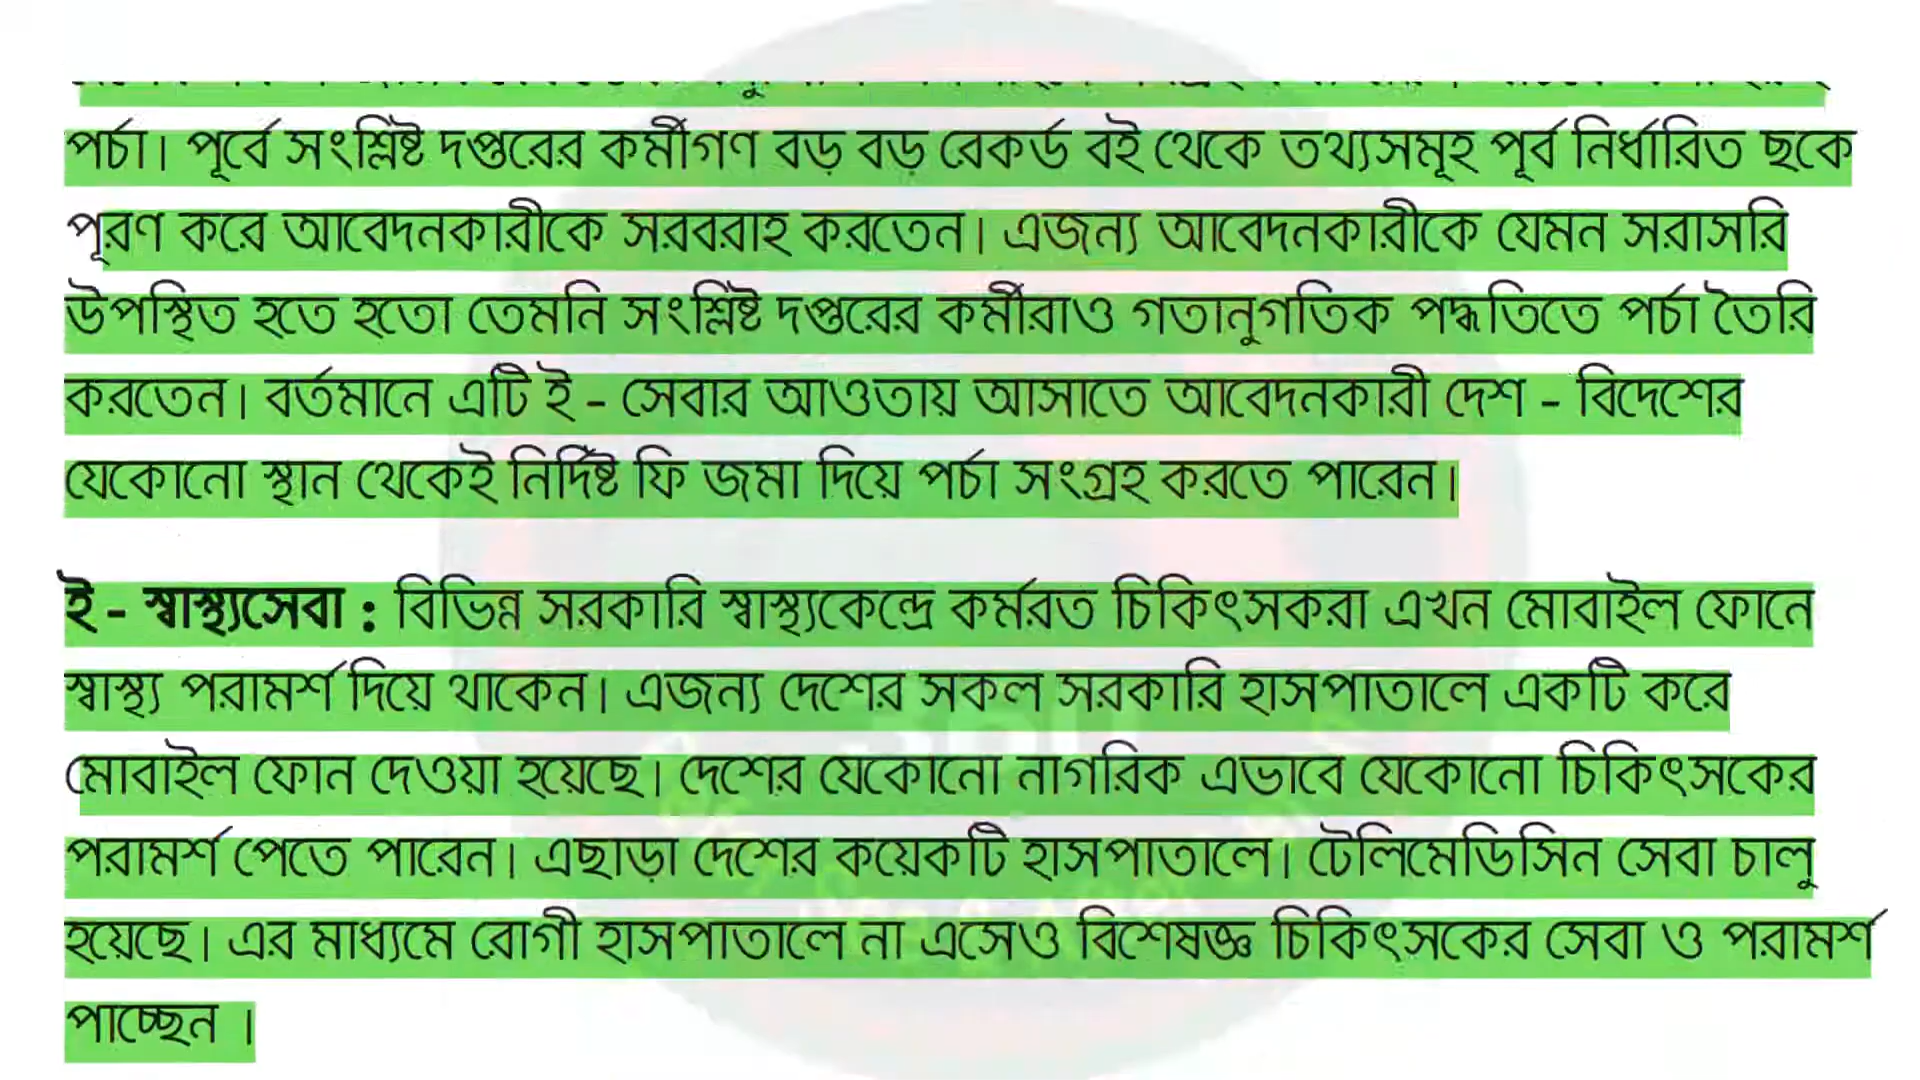 পর্চা। পূর্বে সংশ্লিষ্ট দপ্তরের কর্মীগণ বড় বড় রেকর্ড বই থেকে তথ্যসমূহ পূর্ব নির্ধারিত ছকে
পূরণ করে আবেদনকারীকে সরবরাহ করতেন। এজন্য আবেদনকারীকে যেমন সরাসরি
উপস্থিত হতে হতো তেমনি সংশ্লিষ্ট দপ্তরের কর্মীরাও গতানুগতিক পদ্ধতিতে পর্চা তৈরি
করতেন। বর্তমানে এটি ই - সেবার আওতায় আসাতে আবেদনকারী দেশ - বিদেশের
যেকোনো স্থান থেকেই নির্দিষ্ট ফি জমা দিয়ে পর্চা সংগ্রহ করতে পারেন।
ই - স্বাস্থ্যসেবা : বিভিন্ন সরকারি স্বাস্থ্যকেন্দ্রে কর্মরত চিকিৎসকরা এখন মোবাইল ফোনে
স্বাস্থ্য পরামর্শ দিয়ে থাকেন। এজন্য দেশের সকল সরকারি হাসপাতালে একটি করে
মোবাইল ফোন দেওয়া হয়েছে। দেশের যেকোনো নাগরিক এভাবে যেকোনো চিকিৎসকের
পরামর্শ পেতে পারেন। এছাড়া দেশের কয়েকটি হাসপাতালে। টেলিমেডিসিন সেবা চালু
হয়েছে। এর মাধ্যমে রোগী হাসপাতালে না এসেও বিশেষজ্ঞ চিকিৎসকের সেবা ও পরামর্শ
পাচ্ছেন ।